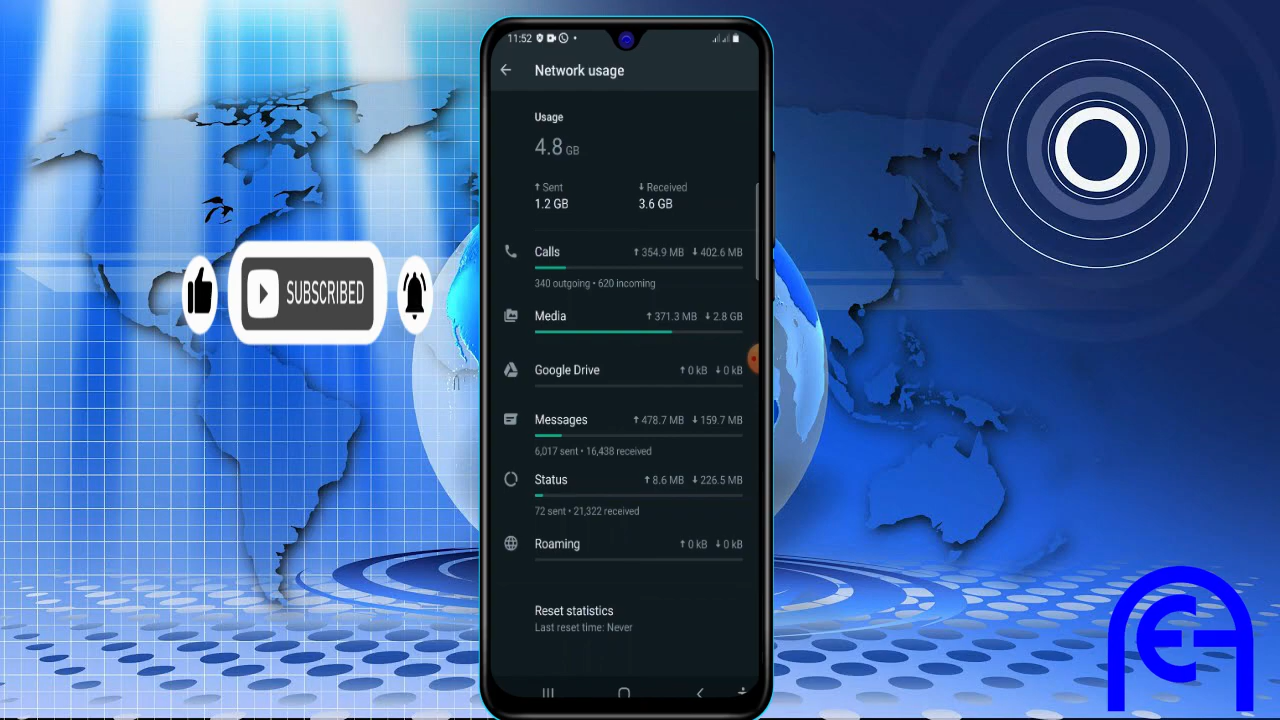 11:52
Network usage
Usage
4.8 GB
↑ Sent ↓ Received
1.2 GB 3.6 GB
Calls ↑ 354.9 MB ↓ 402.6 MB
340 outgoing • 620 incoming
Media ↑ 371.3 MB ↓ 2.8 GB
Google Drive ↑ 0 kB ↓ 0 kB
Messages ↑ 478.7 MB ↓ 159.7 MB
6,017 sent • 16,438 received
Status ↑ 8.6 MB ↓ 226.5 MB
72 sent • 21,322 received
Roaming ↑ 0 kB ↓ 0 kB
Reset statistics
Last reset time: Never
SUBSCRIBED